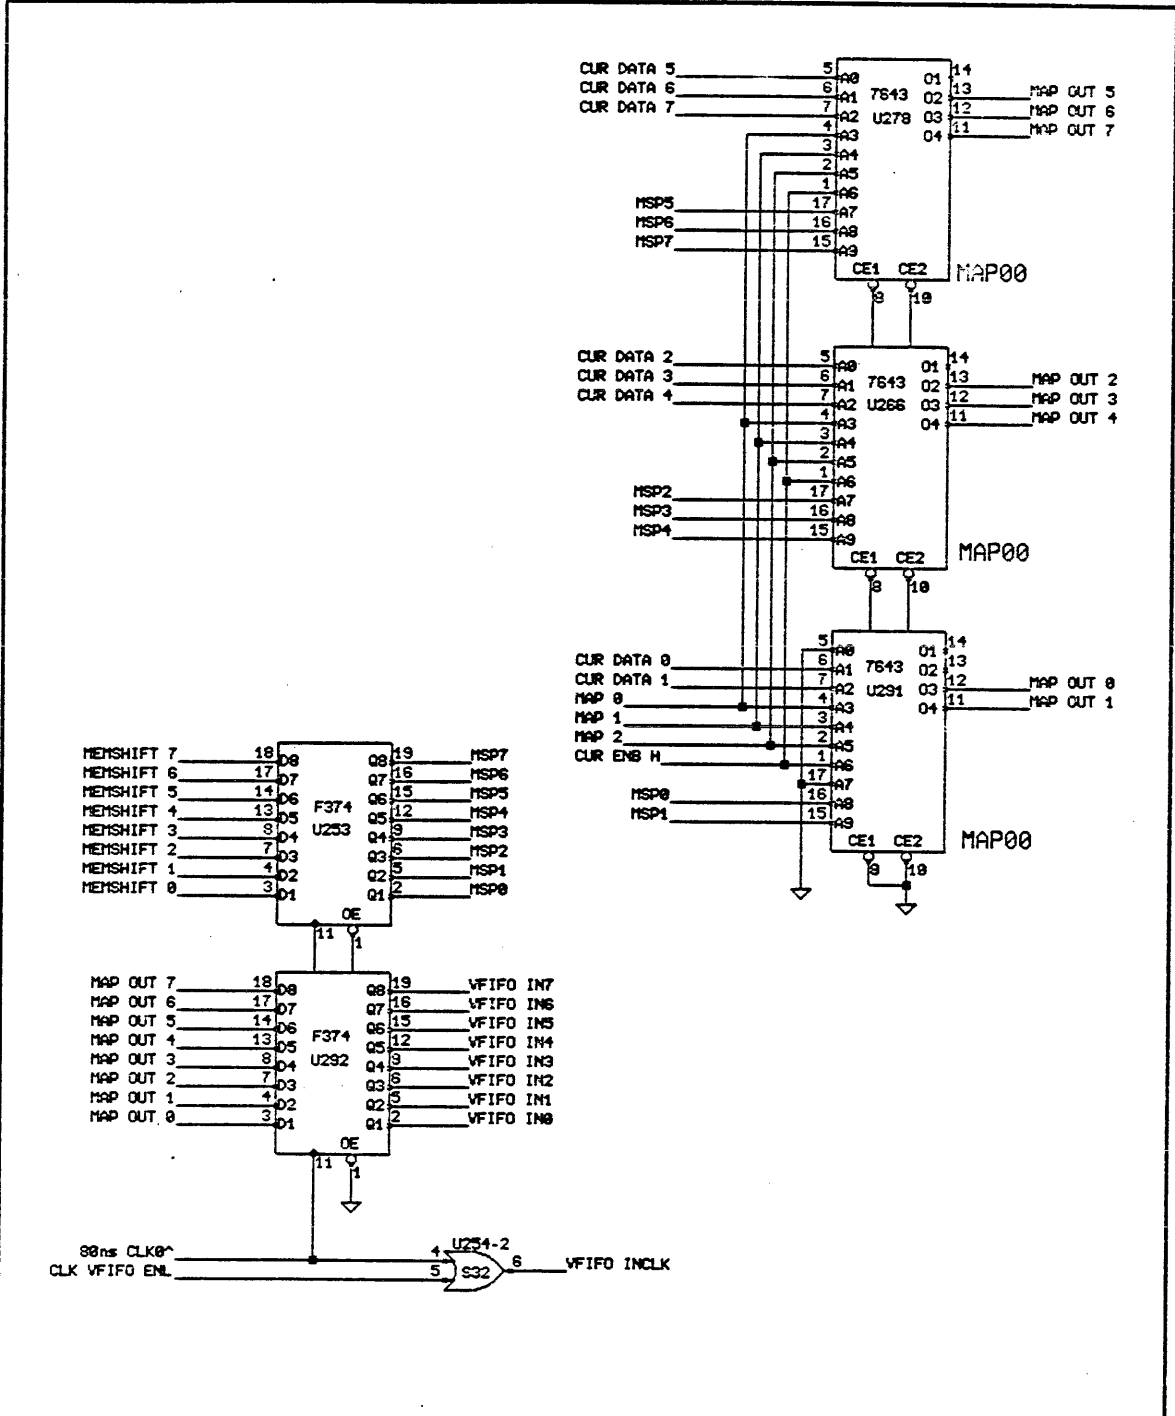 CUR DATA 5 5 A0 O1 14
CUR DATA 6 6 A1 7643 O2 13 MAP OUT 5
CUR DATA 7 7 A2 U278 O3 12 MAP OUT 6
4 A3 O4 11 MAP OUT 7
3 A4
2 A5
1 A6
MSP5 17 A7
MSP6 16 A8
MSP7 15 A9
CE1 CE2 MAP00
8 10
CUR DATA 2 5 A0 O1 14
CUR DATA 3 6 A1 7643 O2 13 MAP OUT 2
CUR DATA 4 7 A2 U266 O3 12 MAP OUT 3
4 A3 O4 11 MAP OUT 4
3 A4
2 A5
1 A6
MSP2 17 A7
MSP3 16 A8
MSP4 15 A9
CE1 CE2 MAP00
8 10
5 A0 O1 14
CUR DATA 0 6 A1 7643 O2 13
CUR DATA 1 7 A2 U291 O3 12 MAP OUT 0
MAP 0 4 A3 O4 11 MAP OUT 1
MAP 1 3 A4
MAP 2 2 A5
CUR ENB H 1 A6
17 A7
MSP0 16 A8
MSP1 15 A9
CE1 CE2 MAP00
8 10
MEMSHIFT 7 18 D8 Q8 19 MSP7
MEMSHIFT 6 17 D7 Q7 16 MSP6
MEMSHIFT 5 14 D6 F374 Q6 15 MSP5
MEMSHIFT 4 13 D5 U253 Q5 12 MSP4
MEMSHIFT 3 8 D4 Q4 9 MSP3
MEMSHIFT 2 7 D3 Q3 6 MSP2
MEMSHIFT 1 4 D2 Q2 5 MSP1
MEMSHIFT 0 3 D1 Q1 2 MSP0
OE
11 1
MAP OUT 7 18 D8 Q8 19 VFIFO IN7
MAP OUT 6 17 D7 Q7 16 VFIFO IN6
MAP OUT 5 14 D6 F374 Q6 15 VFIFO IN5
MAP OUT 4 13 D5 U292 Q5 12 VFIFO IN4
MAP OUT 3 8 D4 Q4 9 VFIFO IN3
MAP OUT 2 7 D3 Q3 6 VFIFO IN2
MAP OUT 1 4 D2 Q2 5 VFIFO IN1
MAP OUT 0 3 D1 Q1 2 VFIFO IN0
OE
11 1
U254-2
80ns CLK0^ 4 S32 6 VFIFO INCLK
CLK VFIFO ENL 5